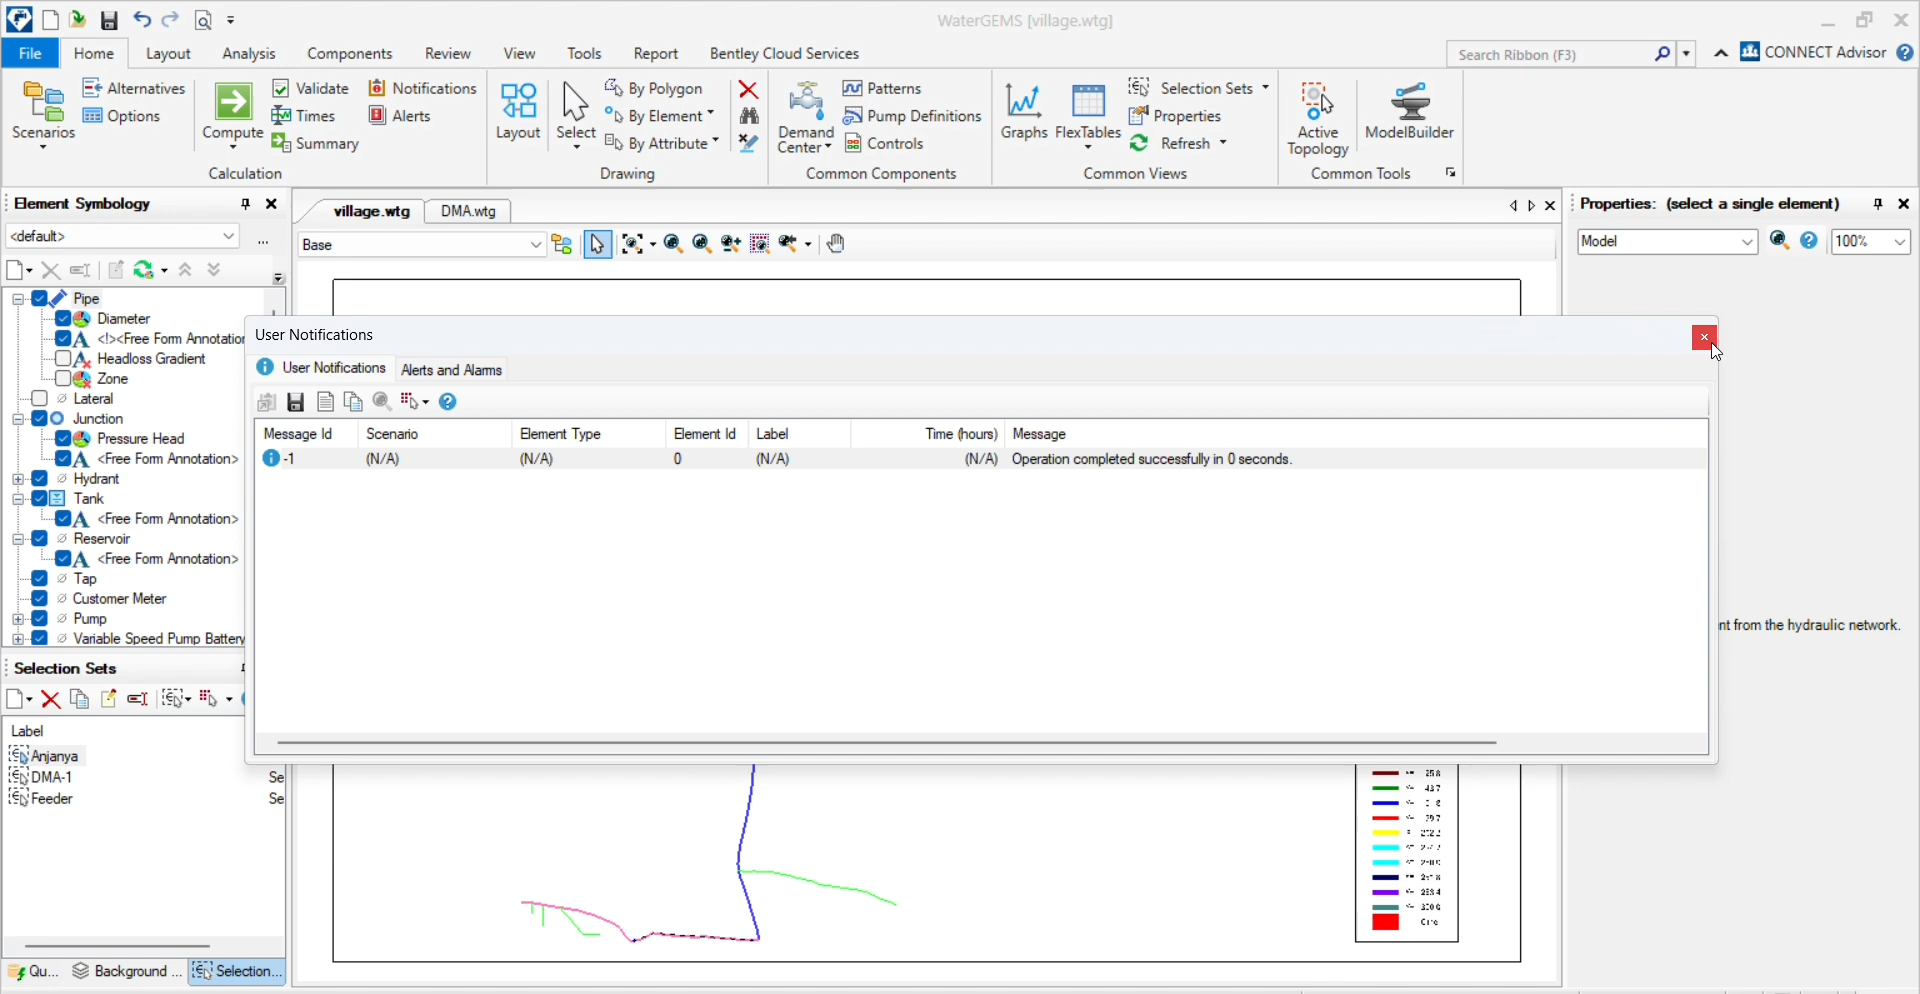 WaterGEMS [village.wtg]
File Home Layout Analysis Components Review View Tools Report Bentley Cloud Services
Search Ribbon (F3)
CONNECT Advisor
Scenarios
Alternatives
Options
Compute
Validate
Times
Summary
Notifications
Alerts
Calculation
Layout
Select
By Polygon
By Element
By Attribute
Drawing
Demand Center
Patterns
Pump Definitions
Controls
Common Components
Graphs
FlexTables
Selection Sets
Properties
Refresh
Common Views
Active Topology
ModelBuilder
Common Tools
Element Symbology
<default>
...
Pipe
Diameter
<!><Free Form Annotation
Headloss Gradient
Zone
Lateral
Junction
Pressure Head
<Free Form Annotation>
Hydrant
Tank
<Free Form Annotation>
Reservoir
<Free Form Annotation>
Tap
Customer Meter
Pump
Variable Speed Pump Battery
Selection Sets
Label
Anjanya
DMA-1 Se
Feeder Se
Qu...
Background ...
Selection...
village.wtg
DMA.wtg
Base
Properties: (select a single element)
Model
100%
nt from the hydraulic network.
User Notifications
User Notifications
Alerts and Alarms
Message Id Scenario Element Type Element Id Label Time (hours) Message
-1 (N/A) (N/A) 0 (N/A) (N/A) Operation completed successfully in 0 seconds.